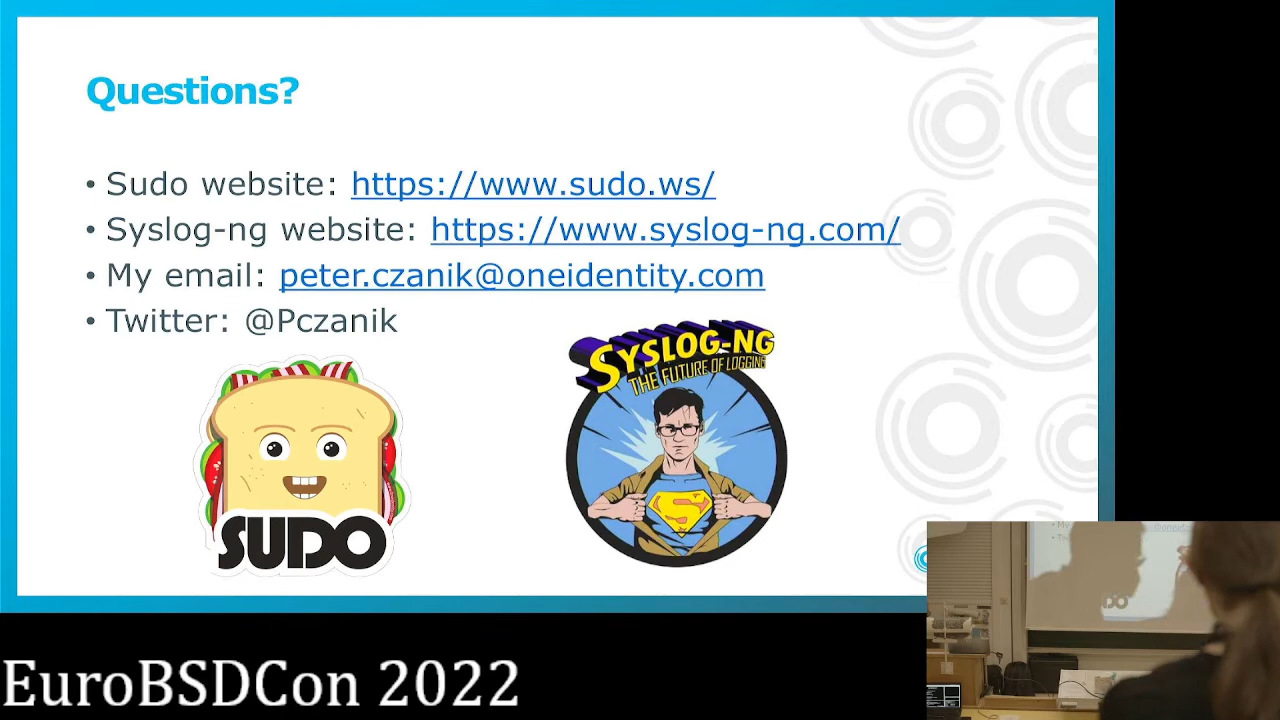 Questions?
• Sudo website: https://www.sudo.ws/
• Syslog-ng website: https://www.syslog-ng.com/
• My email: peter.czanik@oneidentity.com
• Twitter: @Pczanik
SYSLOG-NG
THE FUTURE OF LOGGING
SUDO
EuroBSDCon 2022